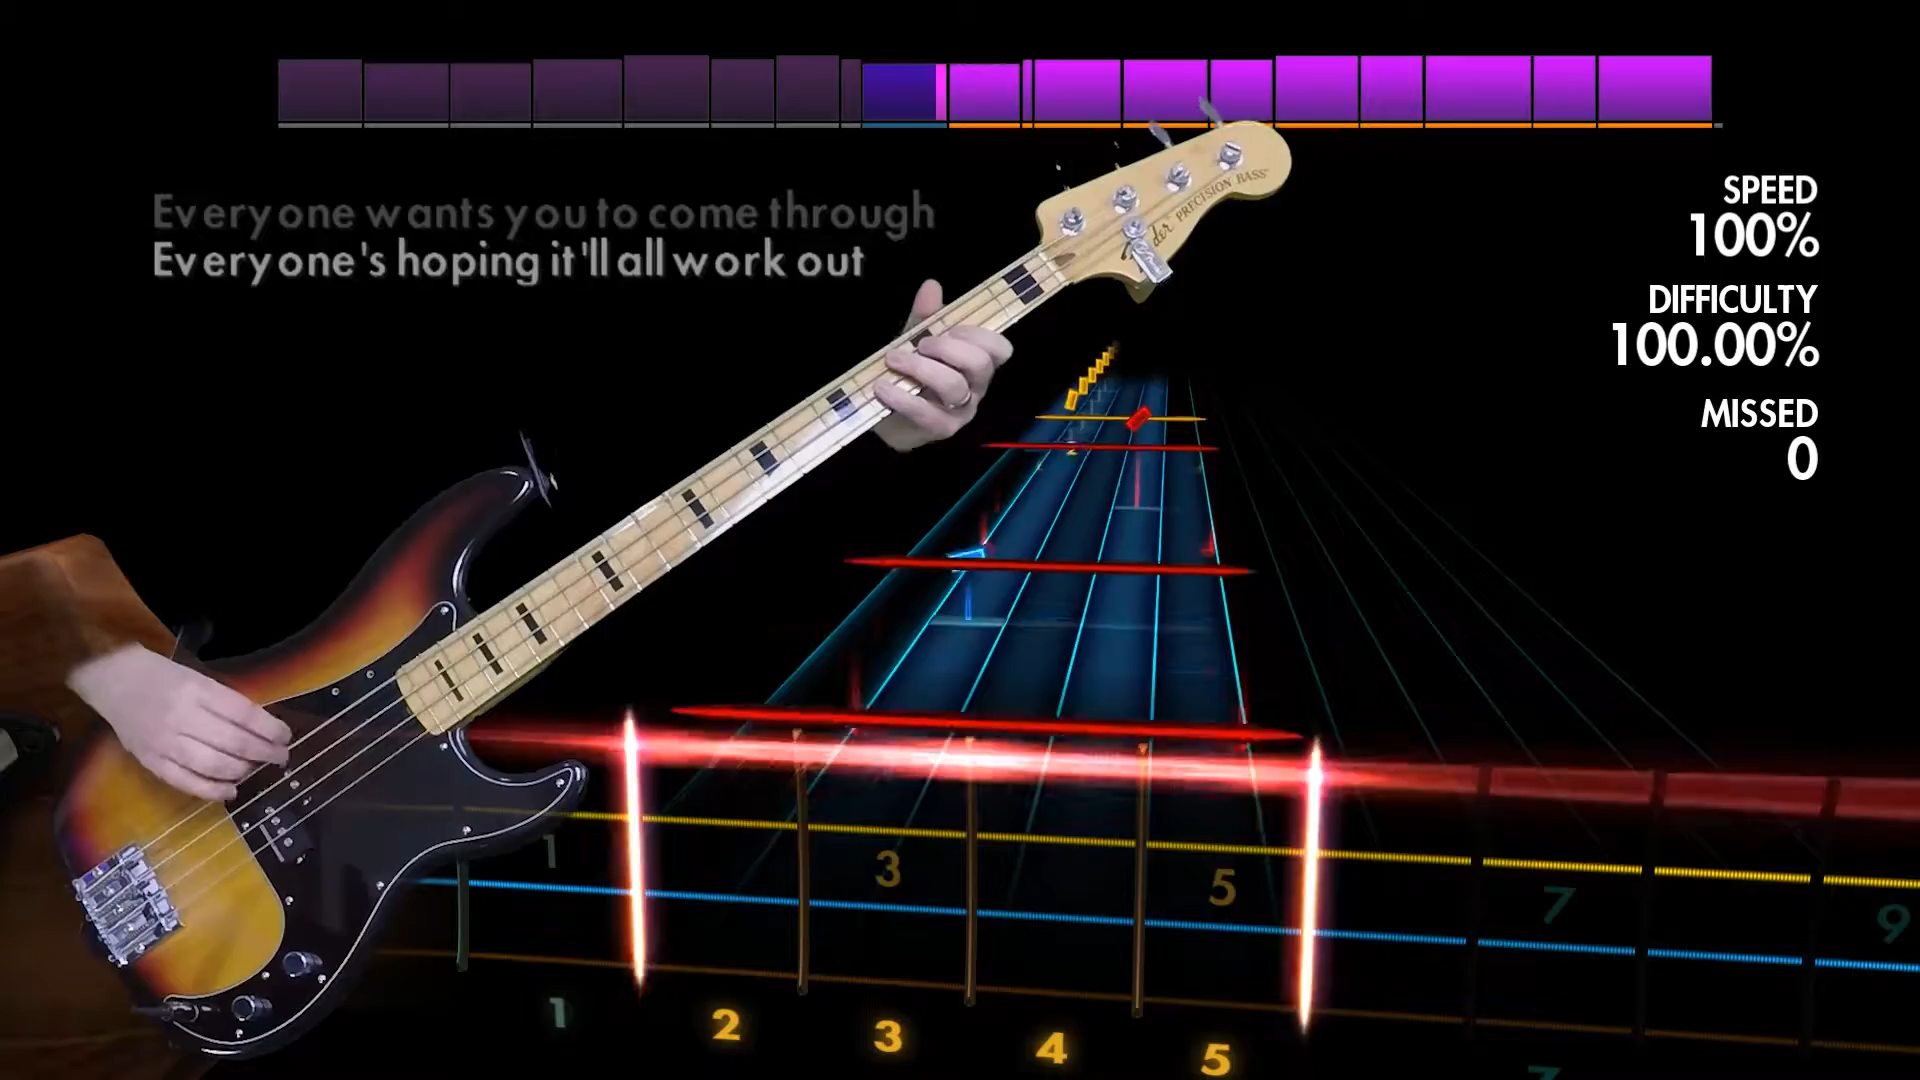 Everyone wants you to come through
Everyone's hoping it'll all work out
SPEED
100%
DIFFICULTY
100.00%
MISSED
0
PRECISION BASS
1
3
5
7
9
1
2
3
4
5
7